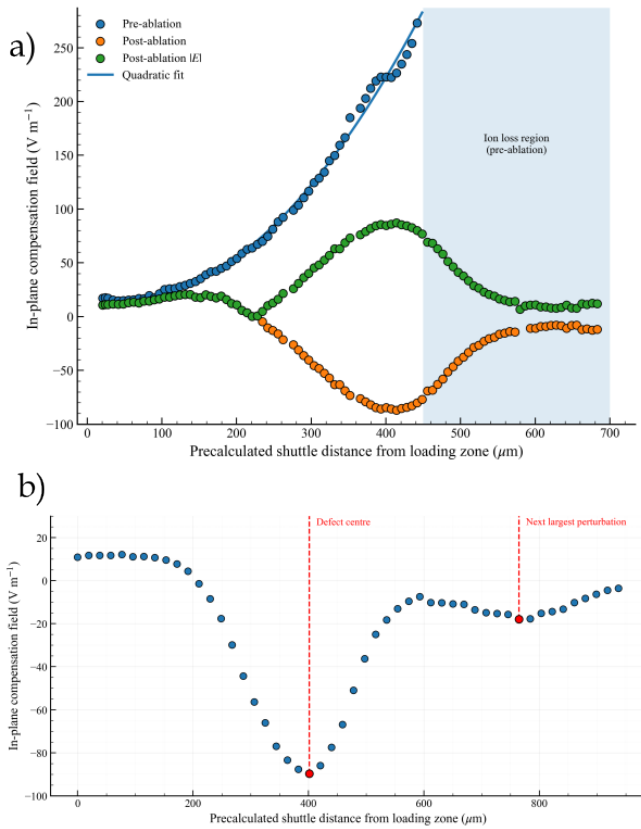 a)
Pre-ablation
Post-ablation
Post-ablation |E|
Quadratic fit
Ion loss region
(pre-ablation)
In-plane compensation field (V m⁻¹)
250
200
150
100
50
0
−50
−100
0 100 200 300 400 500 600 700
Precalculated shuttle distance from loading zone (μm)
b)
Defect centre
Next largest perturbation
In-plane compensation field (V m⁻¹)
20
0
−20
−40
−60
−80
−100
0 200 400 600 800
Precalculated shuttle distance from loading zone (μm)